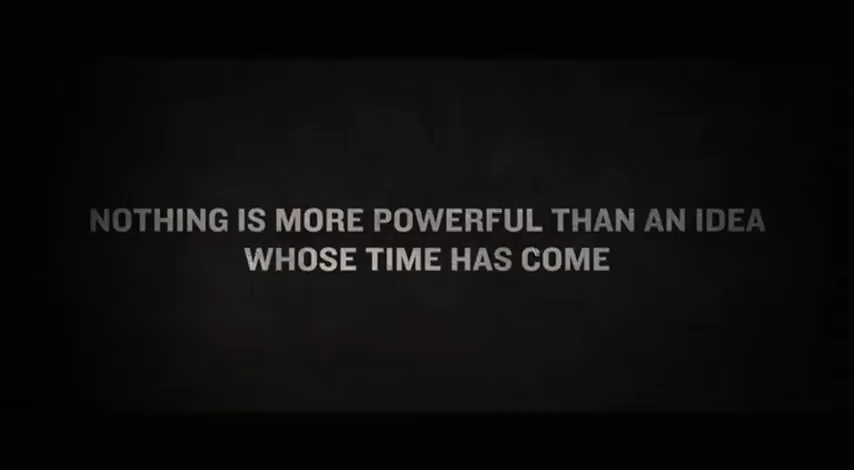 NOTHING IS MORE POWERFUL THAN AN IDEA
WHOSE TIME HAS COME